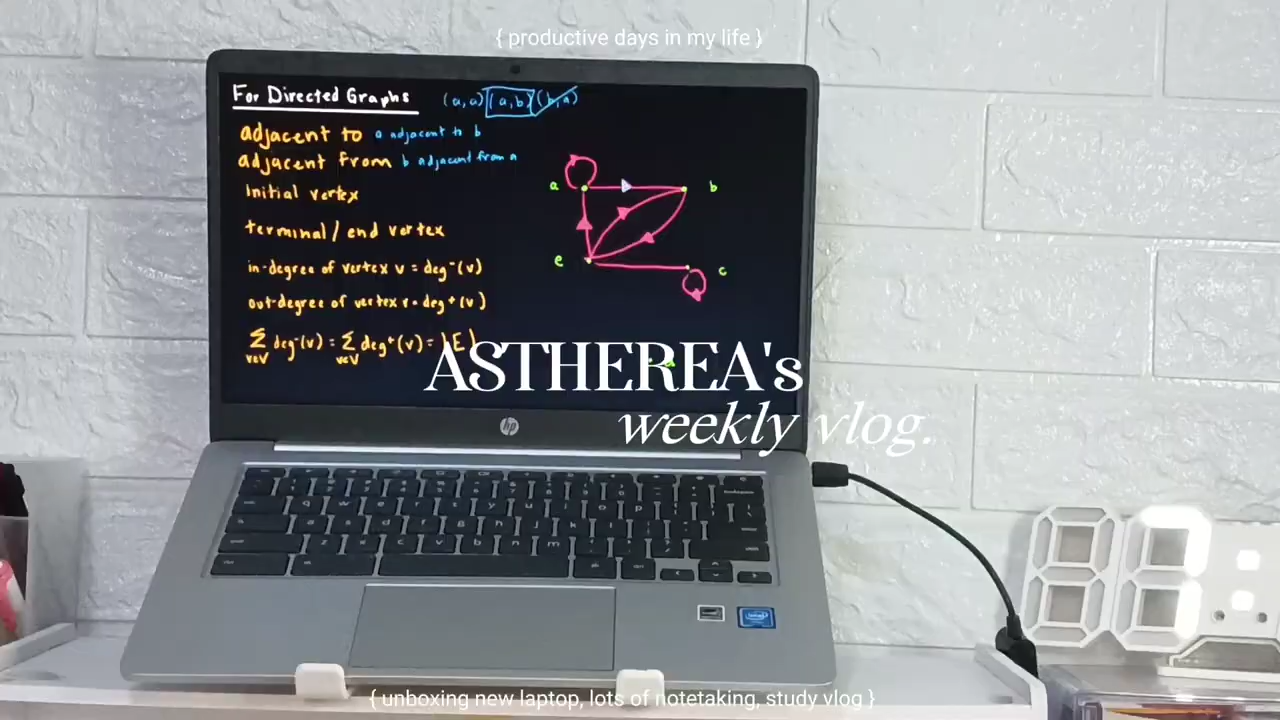 { productive days in my life }
For Directed Graphs (a,a) (a,b) (b,a)
adjacent to a adjacent to b
adjacent from b adjacent from a
Initial vertex
terminal / end vertex
in-degree of vertex v = deg⁻(v)
out-degree of vertex v = deg⁺(v)
∑ deg⁻(v) = ∑ deg⁺(v) = |E|
v∈V v∈V
a
b
e
c
ASTHEREA's
weekly vlog.
hp
{ unboxing new laptop, lots of notetaking, study vlog }